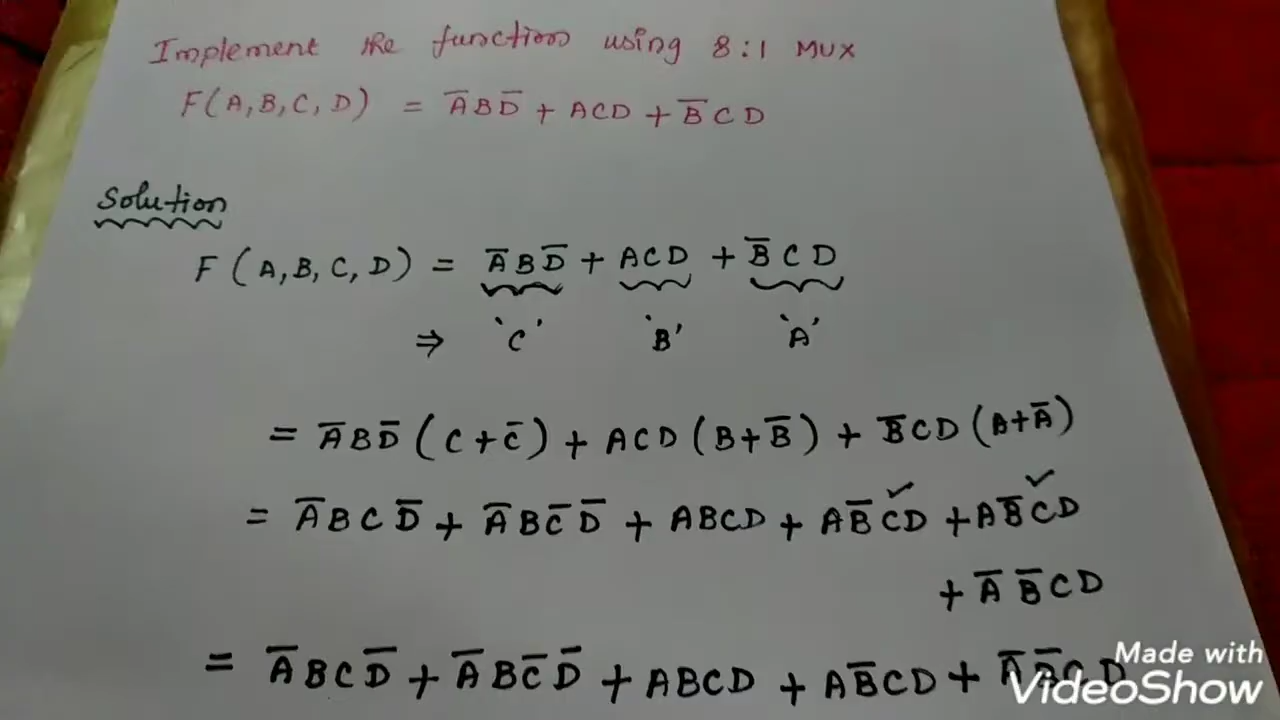 Implement the function using 8:1 MUX
F(A,B,C,D) = A̅BD̅ + ACD + B̅CD
Solution
F(A,B,C,D) = A̅BD̅ + ACD + B̅CD
⇒ 'C' 'B' 'A'
= A̅BD̅(C+C̅) + ACD(B+B̅) + B̅CD(A+A̅)
= A̅BCD̅ + A̅BC̅D̅ + ABCD + AB̅CD + AB̅CD
+ A̅B̅CD
= A̅BCD̅ + A̅BC̅D̅ + ABCD + AB̅CD + A̅B̅CD
Made with
VideoShow